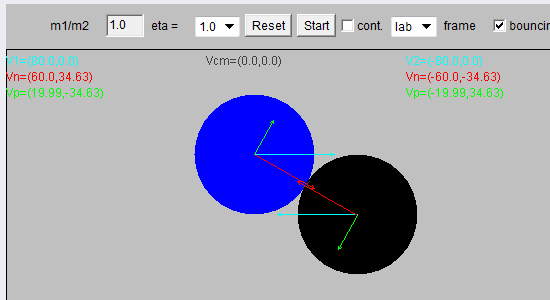 m1/m2 1.0 eta = 1.0 Reset Start cont. lab frame bouncin
V1=(80.0,0.0) Vcm=(0.0,0.0) V2=(-80.0,0.0)
Vn=(60.0,34.63) Vn=(-60.0,-34.63)
Vp=(19.99,-34.63) Vp=(-19.99,34.63)